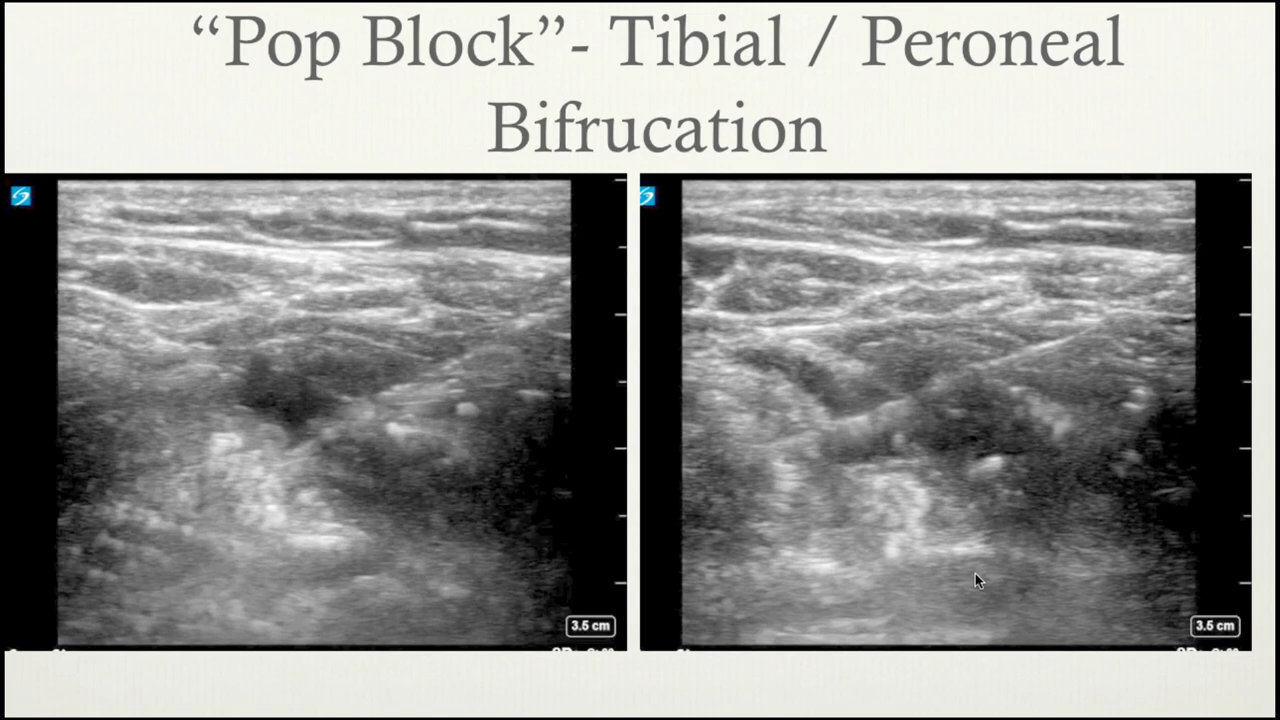 “Pop Block”- Tibial / Peroneal
Bifrucation
3.5 cm
3.5 cm